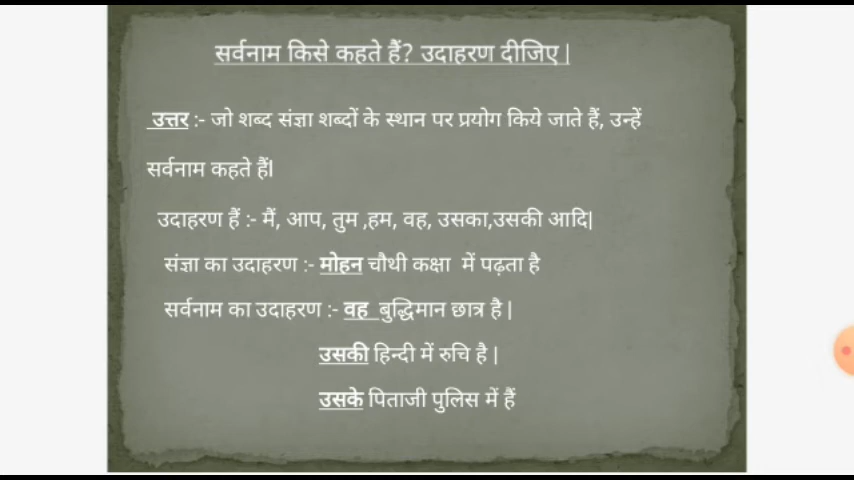 सर्वनाम किसे कहते हैं? उदाहरण दीजिए |
उत्तर :- जो शब्द संज्ञा शब्दों के स्थान पर प्रयोग किये जाते हैं, उन्हें
सर्वनाम कहते हैंl
उदाहरण हैं :- मैं, आप, तुम ,हम, वह, उसका,उसकी आदि|
संज्ञा का उदाहरण :- मोहन चौथी कक्षा में पढ़ता है
सर्वनाम का उदाहरण :- वह बुद्धिमान छात्र है |
उसकी हिन्दी में रुचि है |
उसके पिताजी पुलिस में हैं